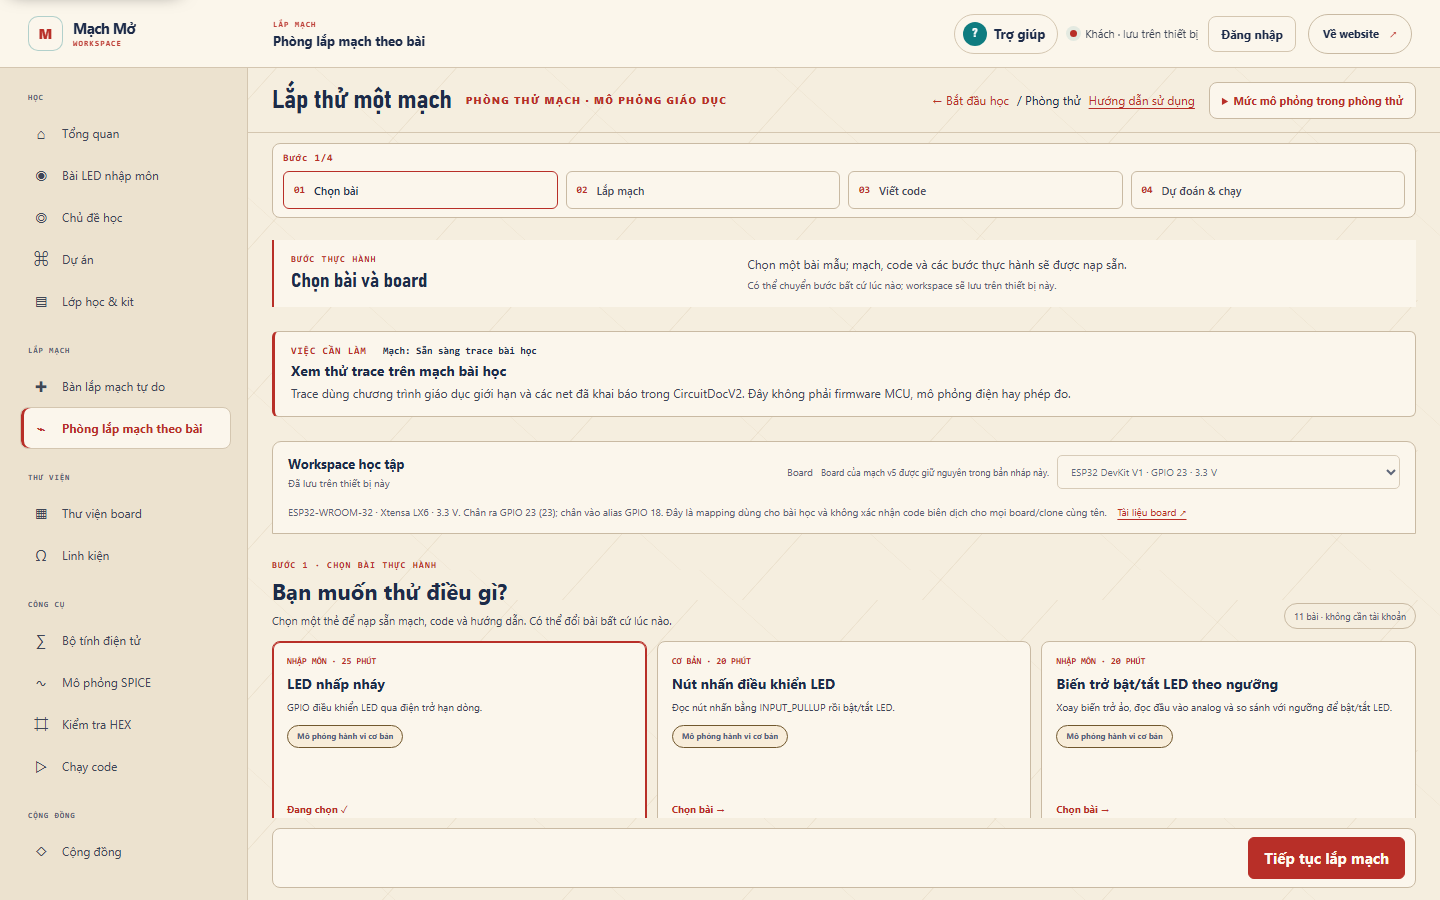 M
Mạch Mở
WORKSPACE
LẮP MẠCH
Phòng lắp mạch theo bài
? Trợ giúp
Khách · lưu trên thiết bị
Đăng nhập
Về website ↗
HỌC
Tổng quan
Bài LED nhập môn
Chủ đề học
Dự án
Lớp học & kit
LẮP MẠCH
Bàn lắp mạch tự do
Phòng lắp mạch theo bài
THƯ VIỆN
Thư viện board
Linh kiện
CÔNG CỤ
Bộ tính điện tử
Mô phỏng SPICE
Kiểm tra HEX
Chạy code
CỘNG ĐỒNG
Cộng đồng
Lắp thử một mạch
PHÒNG THỬ MẠCH · MÔ PHỎNG GIÁO DỤC
← Bắt đầu học / Phòng thử Hướng dẫn sử dụng
▶ Mức mô phỏng trong phòng thử
Bước 1/4
01 Chọn bài
02 Lắp mạch
03 Viết code
04 Dự đoán & chạy
BƯỚC THỰC HÀNH
Chọn bài và board
Chọn một bài mẫu; mạch, code và các bước thực hành sẽ được nạp sẵn.
Có thể chuyển bước bất cứ lúc nào; workspace sẽ lưu trên thiết bị này.
VIỆC CẦN LÀM Mạch: Sẵn sàng trace bài học
Xem thử trace trên mạch bài học
Trace dùng chương trình giáo dục giới hạn và các net đã khai báo trong CircuitDocV2. Đây không phải firmware MCU, mô phỏng điện hay phép đo.
Workspace học tập
Đã lưu trên thiết bị này
Board Board của mạch v5 được giữ nguyên trong bản nháp này.
ESP32 DevKit V1 · GPIO 23 · 3.3 V
ESP32-WROOM-32 · Xtensa LX6 · 3.3 V. Chân ra GPIO 23 (23); chân vào alias GPIO 18. Đây là mapping dùng cho bài học và không xác nhận code biên dịch cho mọi board/clone cùng tên. Tài liệu board ↗
BƯỚC 1 · CHỌN BÀI THỰC HÀNH
Bạn muốn thử điều gì?
Chọn một thẻ để nạp sẵn mạch, code và hướng dẫn. Có thể đổi bài bất cứ lúc nào.
11 bài · không cần tài khoản
NHẬP MÔN · 25 PHÚT
LED nhấp nháy
GPIO điều khiển LED qua điện trở hạn dòng.
Mô phỏng hành vi cơ bản
Đang chọn ✓
CƠ BẢN · 20 PHÚT
Nút nhấn điều khiển LED
Đọc nút nhấn bằng INPUT_PULLUP rồi bật/tắt LED.
Mô phỏng hành vi cơ bản
Chọn bài →
NHẬP MÔN · 20 PHÚT
Biến trở bật/tắt LED theo ngưỡng
Xoay biến trở ảo, đọc đầu vào analog và so sánh với ngưỡng để bật/tắt LED.
Mô phỏng hành vi cơ bản
Chọn bài →
Tiếp tục lắp mạch